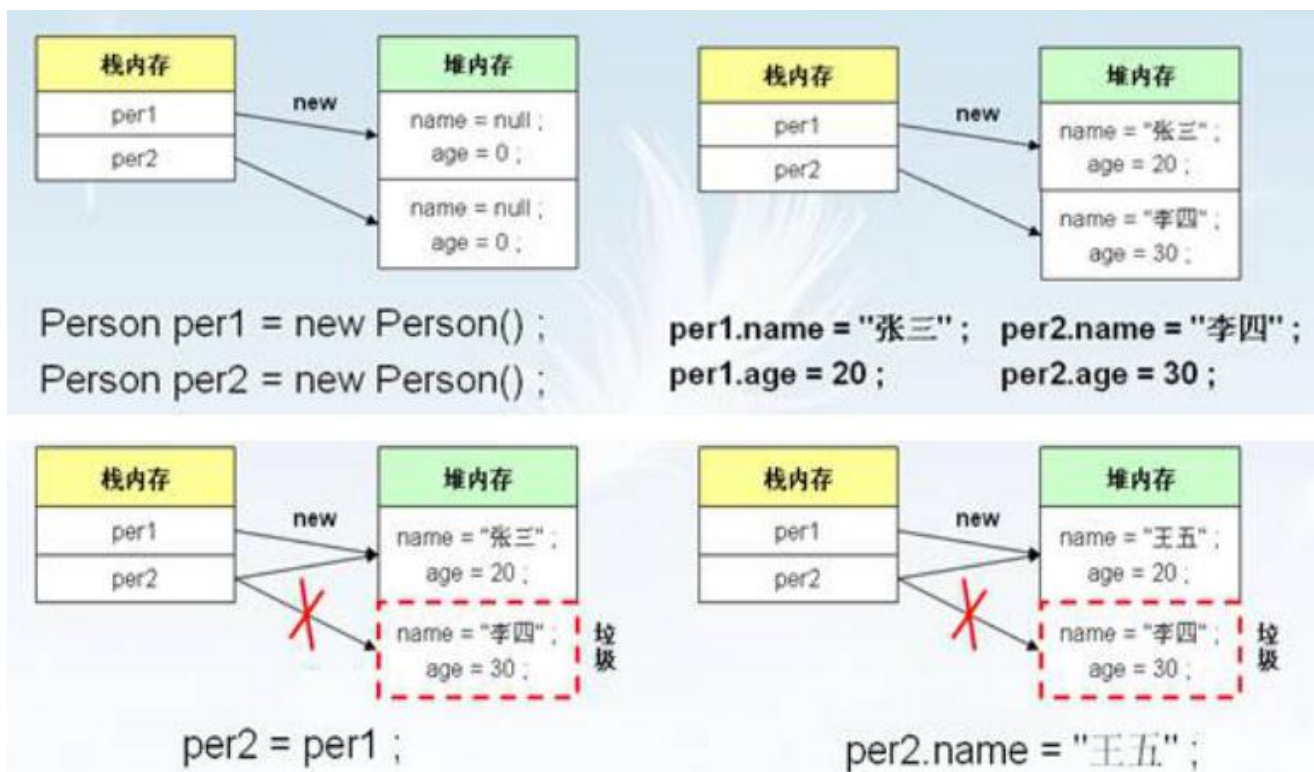 栈内存
per1
per2
new
堆内存
name = null ;
age = 0 ;
name = null ;
age = 0 ;
Person per1 = new Person() ;
Person per2 = new Person() ;
栈内存
per1
per2
new
堆内存
name = "张三" ;
age = 20 ;
name = "李四" ;
age = 30 ;
per1.name = "张三" ; per2.name = "李四" ;
per1.age = 20 ; per2.age = 30 ;
栈内存
per1
per2
new
堆内存
name = "张三" ;
age = 20 ;
name = "李四" ;
age = 30 ;
垃圾
per2 = per1 ;
栈内存
per1
per2
new
堆内存
name = "王五" ;
age = 20 ;
name = "李四" ;
age = 30 ;
垃圾
per2.name = "王五" ;